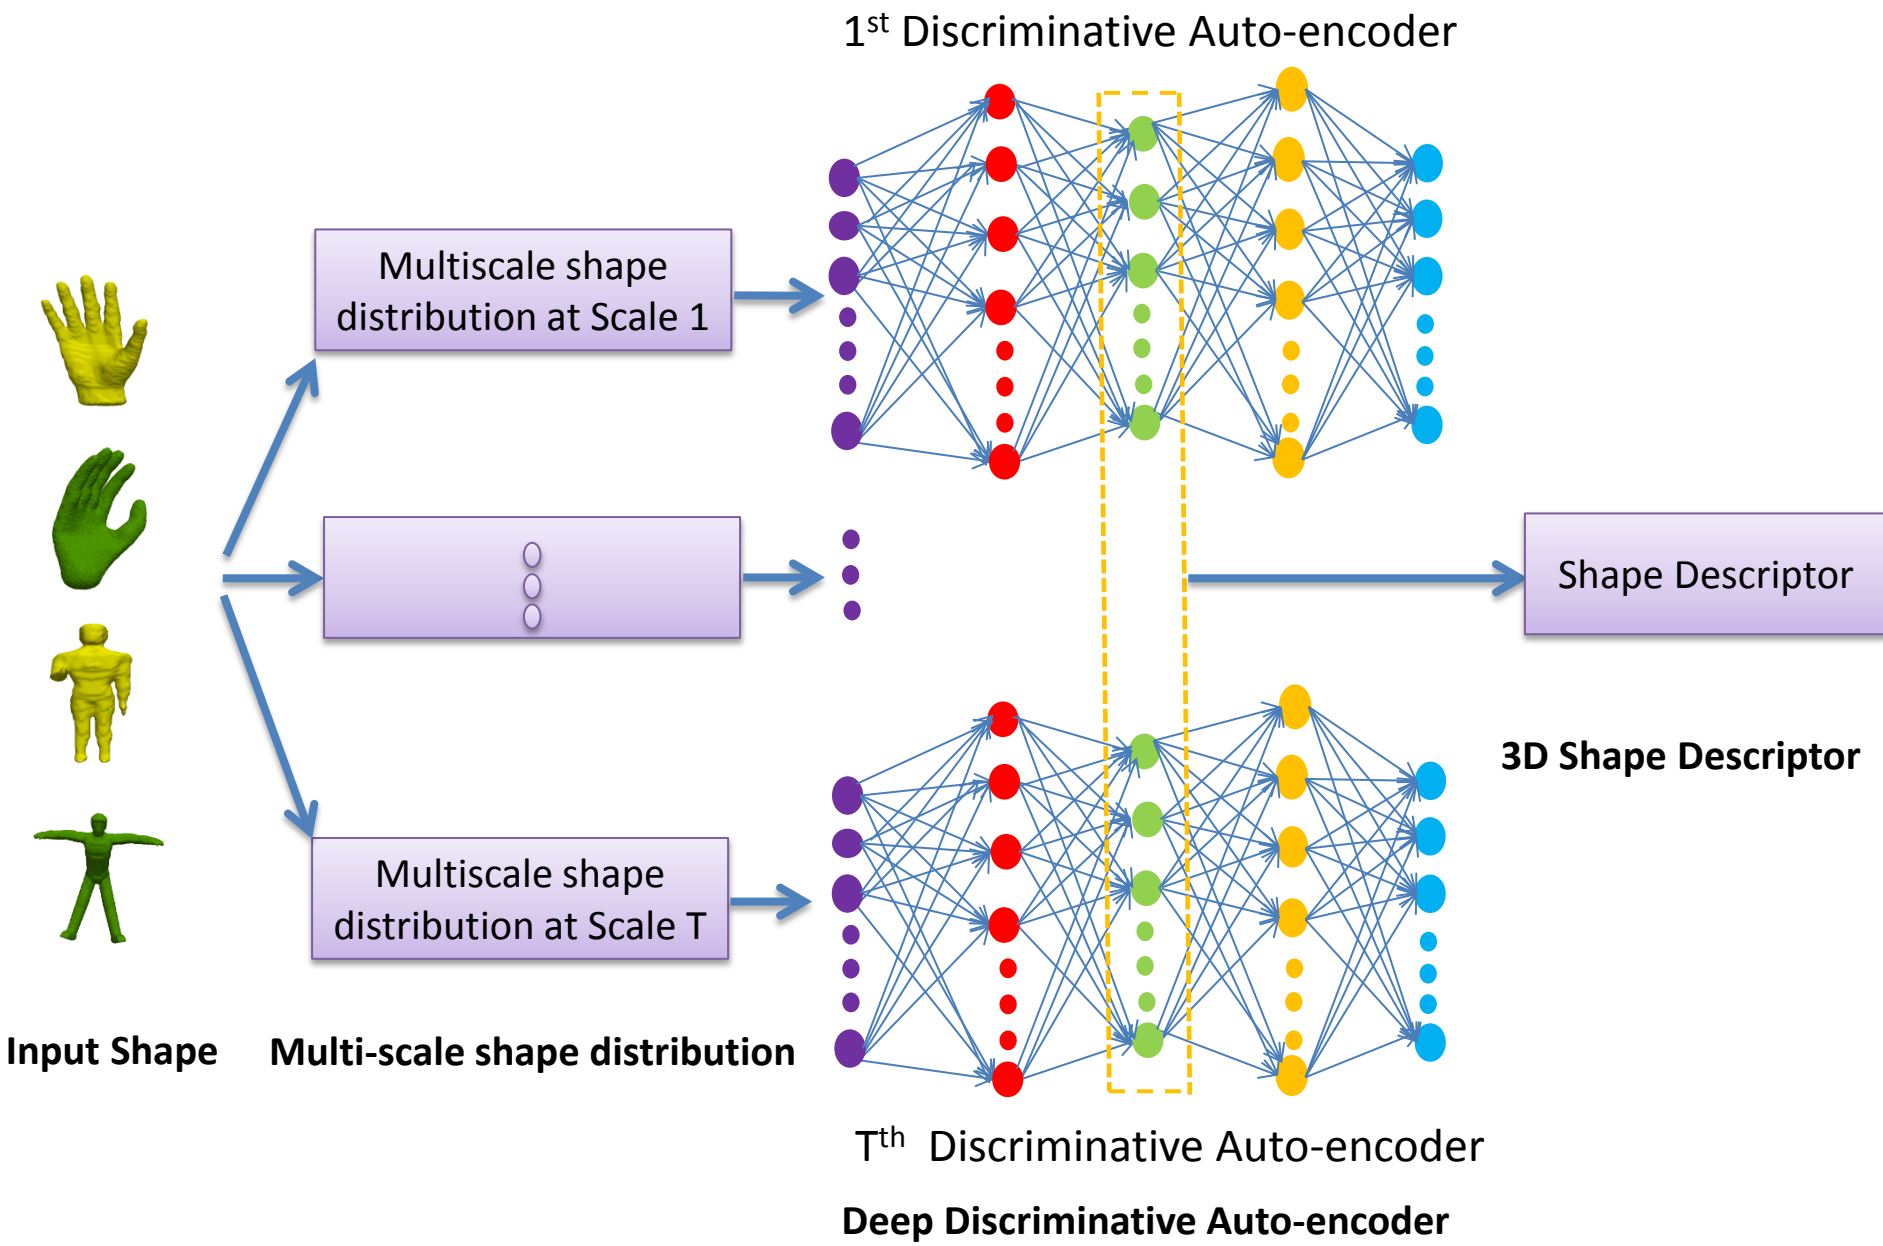 1st Discriminative Auto-encoder
Multiscale shape
distribution at Scale 1
Shape Descriptor
3D Shape Descriptor
Multiscale shape
distribution at Scale T
Input Shape
Multi-scale shape distribution
Tth Discriminative Auto-encoder
Deep Discriminative Auto-encoder